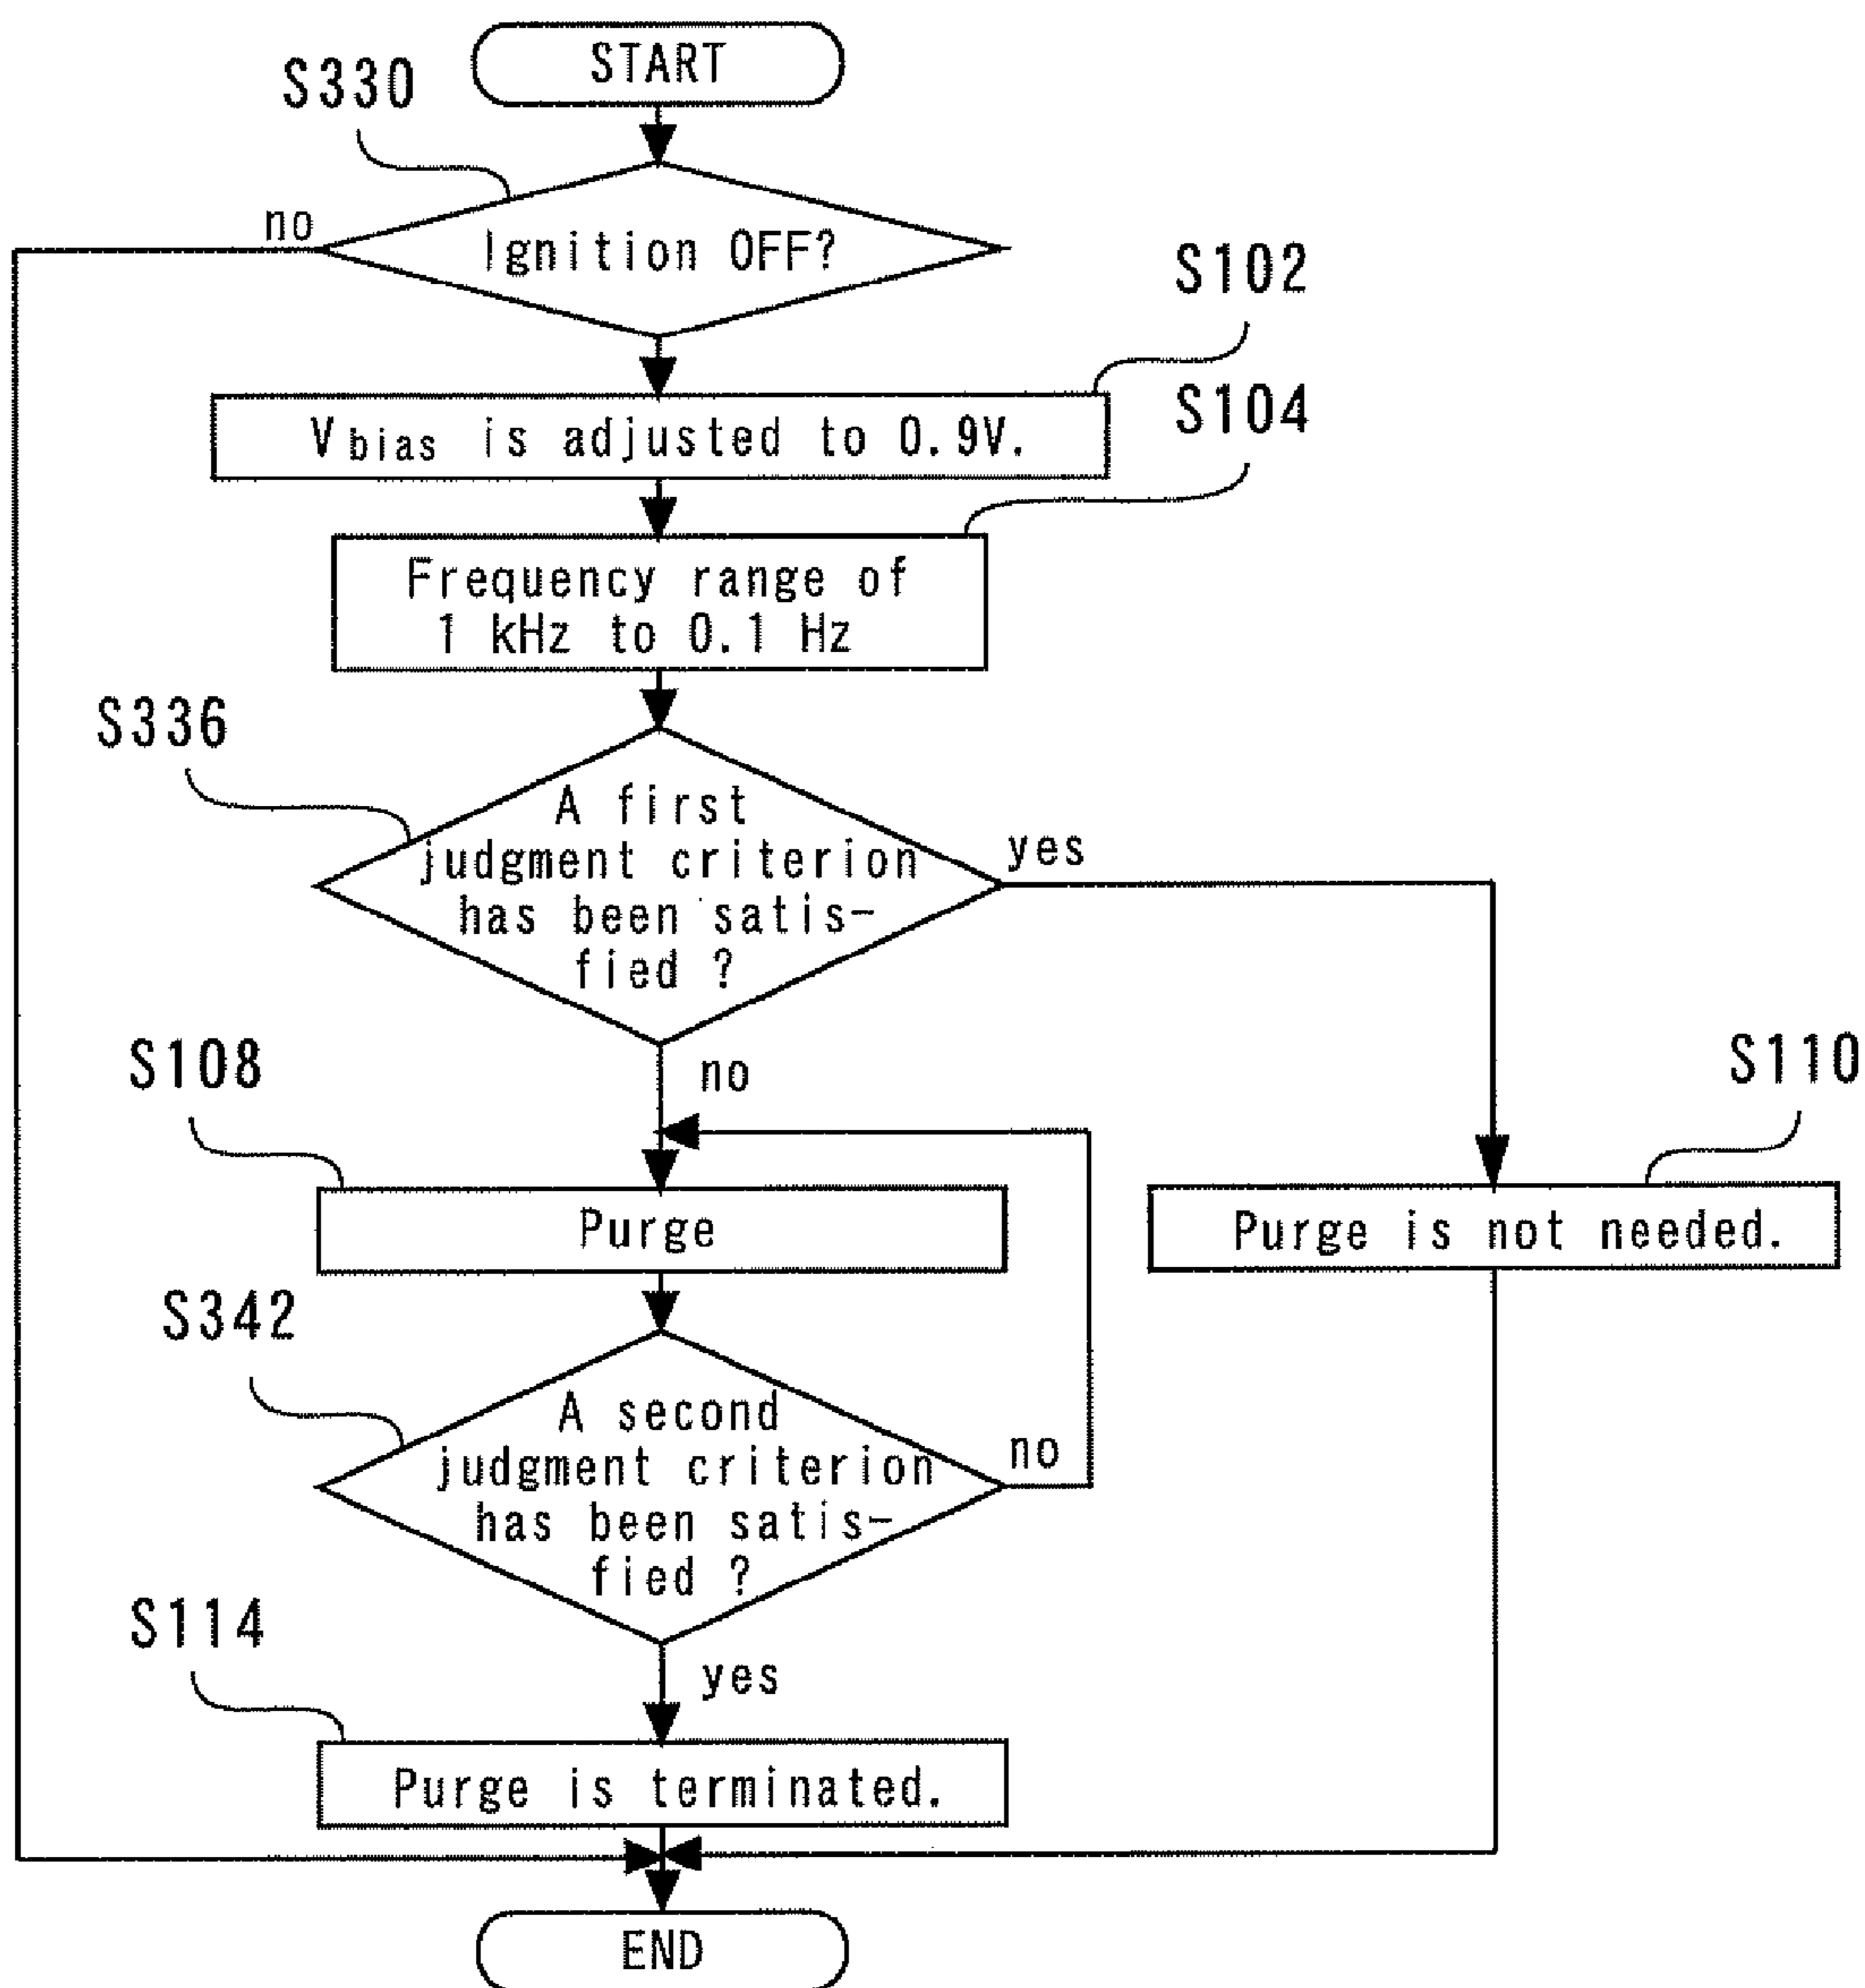 START
S330
no
Ignition OFF?
S102
Vbias is adjusted to 0.9V.
S104
Frequency range of
1 kHz to 0.1 Hz
S336
A first
judgment criterion
has been satis-
fied ?
yes
no
S108
Purge
S110
Purge is not needed.
S342
A second
judgment criterion
has been satis-
fied ?
no
yes
S114
Purge is terminated.
END